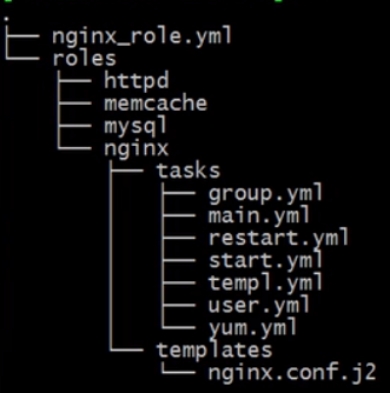 .
├── nginx_role.yml
└── roles
    ├── httpd
    ├── memcache
    ├── mysql
    └── nginx
        ├── tasks
        │   ├── group.yml
        │   ├── main.yml
        │   ├── restart.yml
        │   ├── start.yml
        │   ├── templ.yml
        │   ├── user.yml
        │   └── yum.yml
        └── templates
            └── nginx.conf.j2